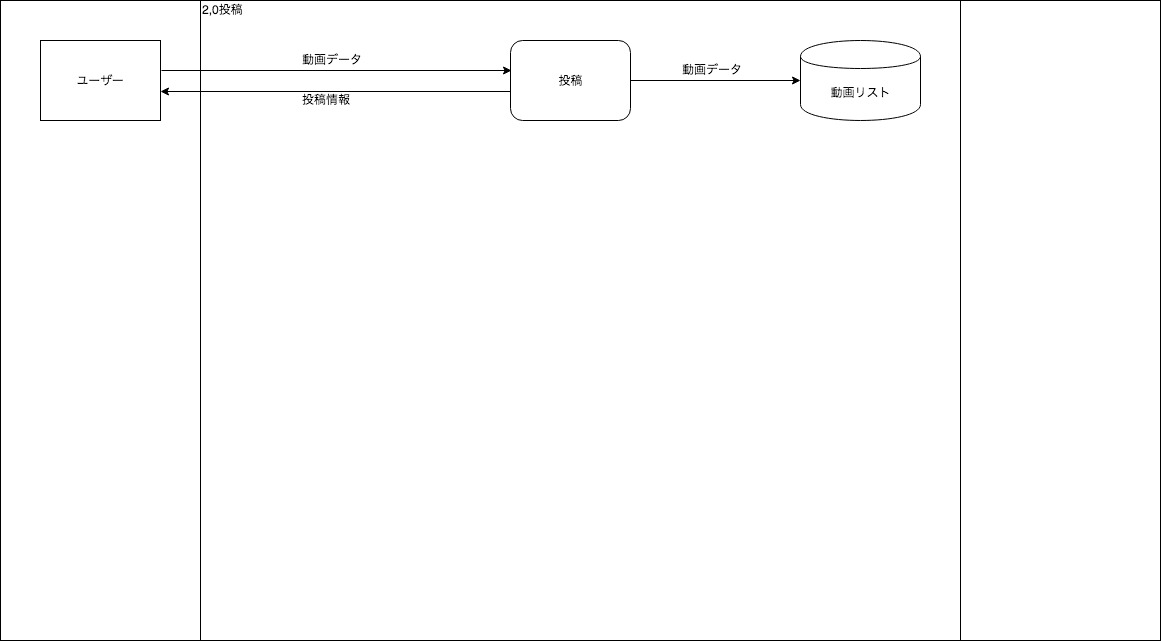 2,0投稿
ユーザー
動画データ
投稿情報
投稿
動画データ
動画リスト